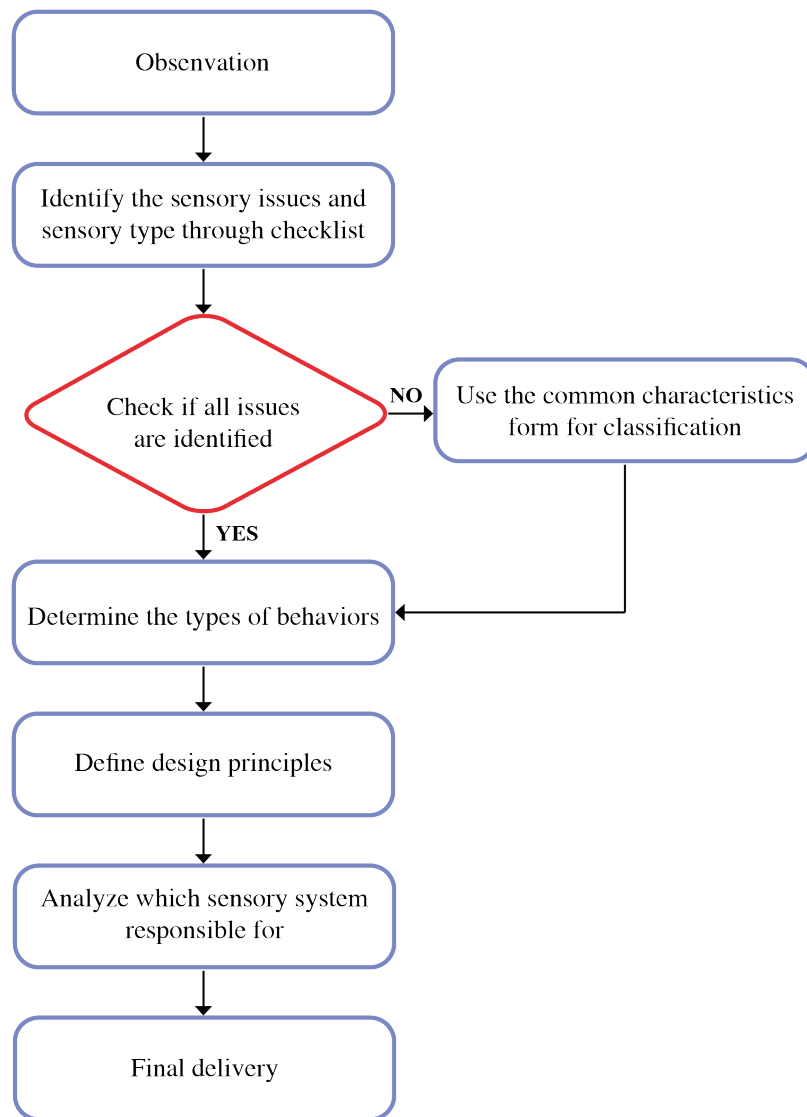 Obsenvation
Identify the sensory issues and
sensory type through checklist
Check if all issues
are identified
NO
Use the common characteristics
form for classification
YES
Determine the types of behaviors
Define design principles
Analyze which sensory system
responsible for
Final delivery